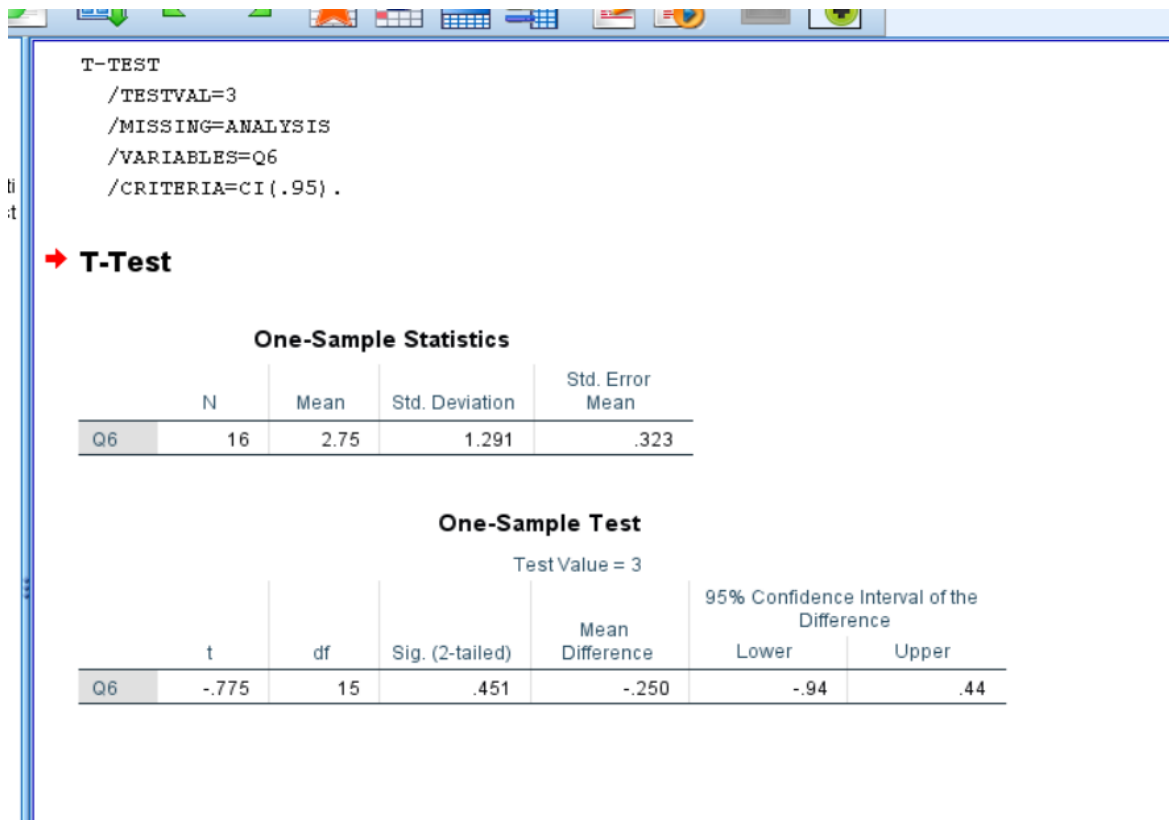 T-TEST
/TESTVAL=3
/MISSING=ANALYSIS
/VARIABLES=Q6
/CRITERIA=CI(.95).
T-Test
One-Sample Statistics
N Mean Std. Deviation Std. Error Mean
Q6 16 2.75 1.291 .323
One-Sample Test
Test Value = 3
95% Confidence Interval of the Difference
t df Sig. (2-tailed) Mean Difference Lower Upper
Q6 -.775 15 .451 -.250 -.94 .44